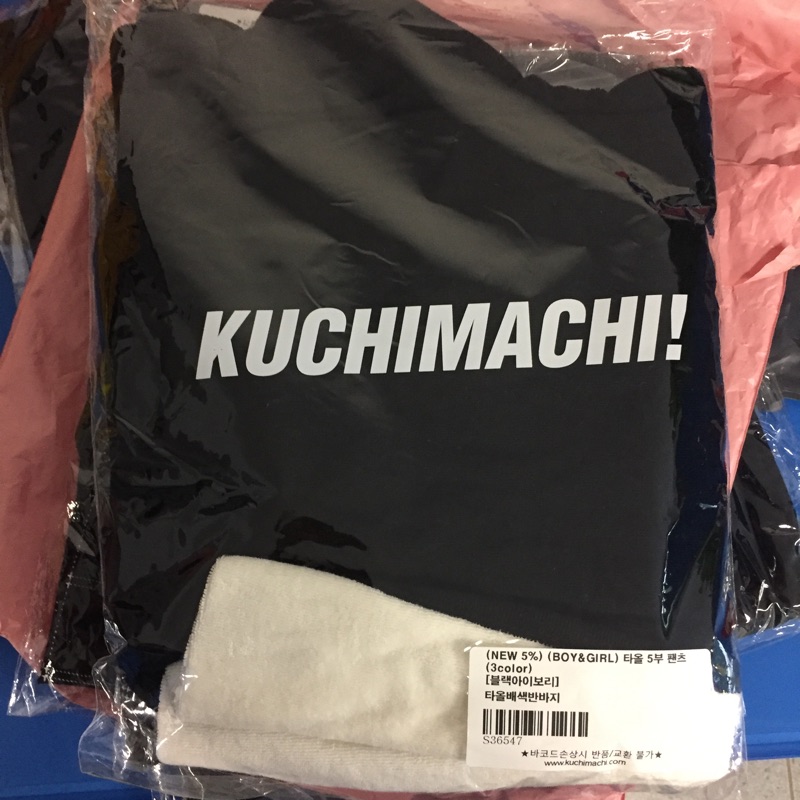 KUCHIMACHI!
(NEW 5%) (BOY&GIRL) 타올 5부 팬츠
(3color)
[블랙아이보리]
타올배색반바지
S36547
★바코드손상시 반품/교환 불가★
www.kuchimachi.com